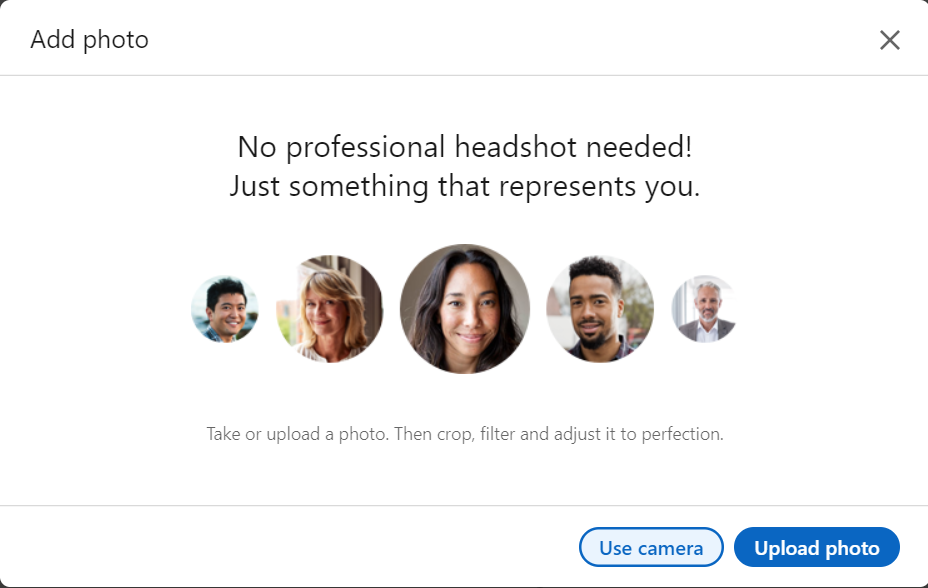 Add photo
No professional headshot needed!
Just something that represents you.
Take or upload a photo. Then crop, filter and adjust it to perfection.
Use camera
Upload photo